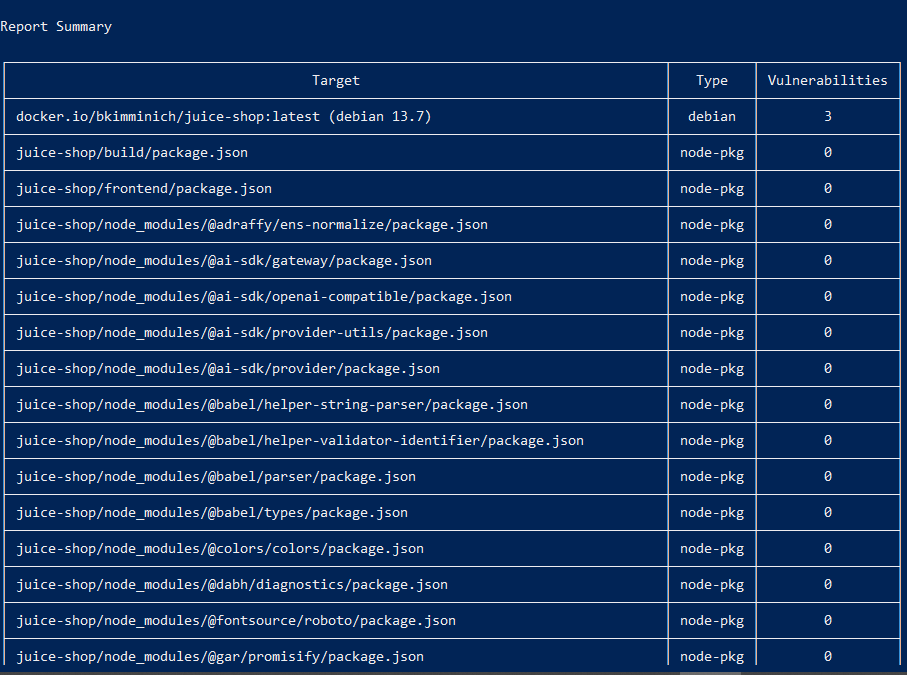 Report Summary
Target Type Vulnerabilities
docker.io/bkimminich/juice-shop:latest (debian 13.7) debian 3
juice-shop/build/package.json node-pkg 0
juice-shop/frontend/package.json node-pkg 0
juice-shop/node_modules/@adraffy/ens-normalize/package.json node-pkg 0
juice-shop/node_modules/@ai-sdk/gateway/package.json node-pkg 0
juice-shop/node_modules/@ai-sdk/openai-compatible/package.json node-pkg 0
juice-shop/node_modules/@ai-sdk/provider-utils/package.json node-pkg 0
juice-shop/node_modules/@ai-sdk/provider/package.json node-pkg 0
juice-shop/node_modules/@babel/helper-string-parser/package.json node-pkg 0
juice-shop/node_modules/@babel/helper-validator-identifier/package.json node-pkg 0
juice-shop/node_modules/@babel/parser/package.json node-pkg 0
juice-shop/node_modules/@babel/types/package.json node-pkg 0
juice-shop/node_modules/@colors/colors/package.json node-pkg 0
juice-shop/node_modules/@dabh/diagnostics/package.json node-pkg 0
juice-shop/node_modules/@fontsource/roboto/package.json node-pkg 0
juice-shop/node_modules/@gar/promisify/package.json node-pkg 0